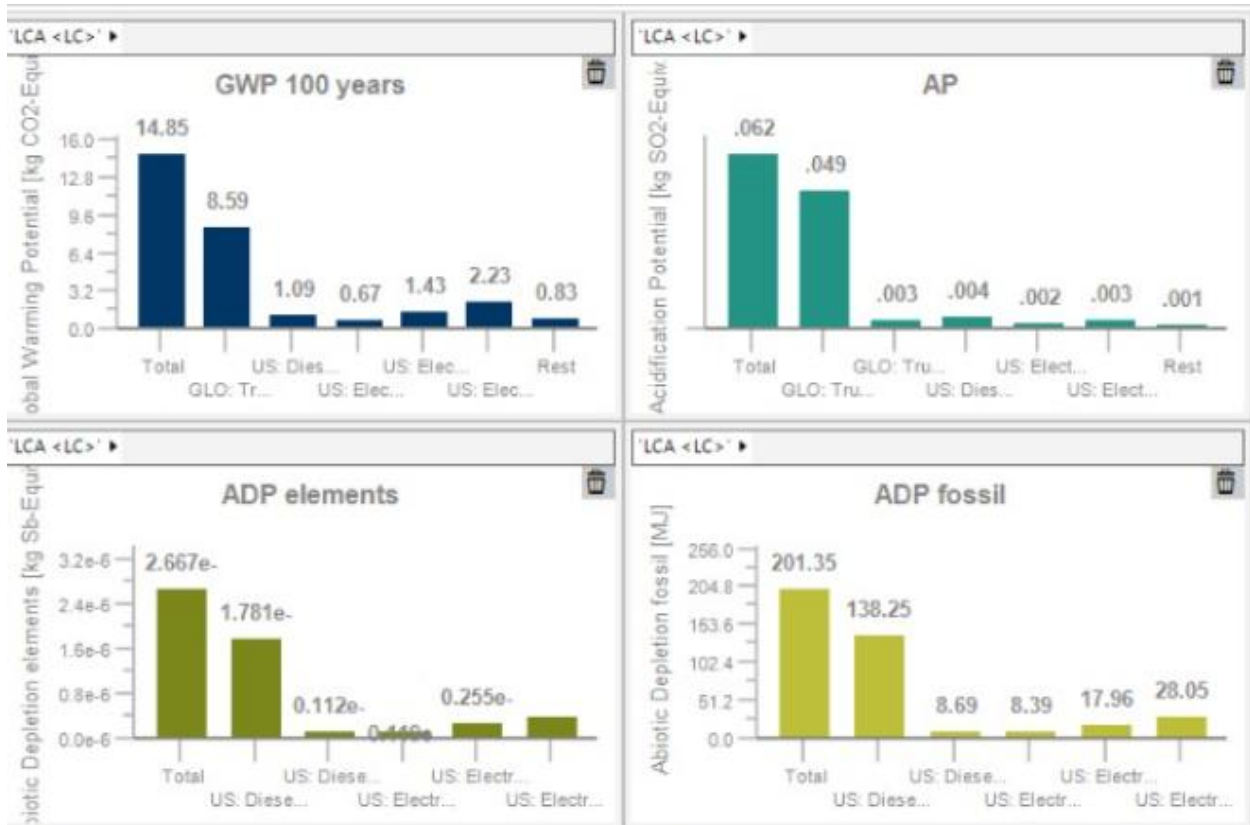 'LCA <LC>'
GWP 100 years
obal Warming Potential [kg CO2-Equi
16.0
12.8
9.6
6.4
3.2
0.0
14.85
8.59
1.09
0.67
1.43
2.23
0.83
Total
US: Dies...
US: Elec...
Rest
GLO: Tr...
US: Elec...
US: Elec...
'LCA <LC>'
AP
Acidification Potential [kg SO2-Equiv.
.062
.049
.003
.004
.002
.003
.001
Total
GLO: Tru...
US: Elect...
Rest
GLO: Tru...
US: Dies...
US: Elect...
'LCA <LC>'
ADP elements
biotic Depletion elements [kg Sb-Equi
3.2e-6
2.4e-6
1.6e-6
0.8e-6
0.0e-6
2.667e-
1.781e-
0.112e-
0.255e-
Total
US: Diese...
US: Electr...
US: Diese...
US: Electr...
US: Electr...
'LCA <LC>'
ADP fossil
Abiotic Depletion fossil [MJ]
256.0
204.8
153.6
102.4
51.2
0.0
201.35
138.25
8.69
8.39
17.96
28.05
Total
US: Diese...
US: Electr...
US: Diese...
US: Electr...
US: Electr...